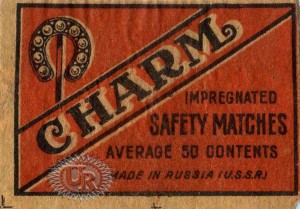 CHARM
IMPREGNATED
SAFETY MATCHES
AVERAGE 50 CONTENTS
MADE IN RUSSIA (U.S.S.R.)
UR